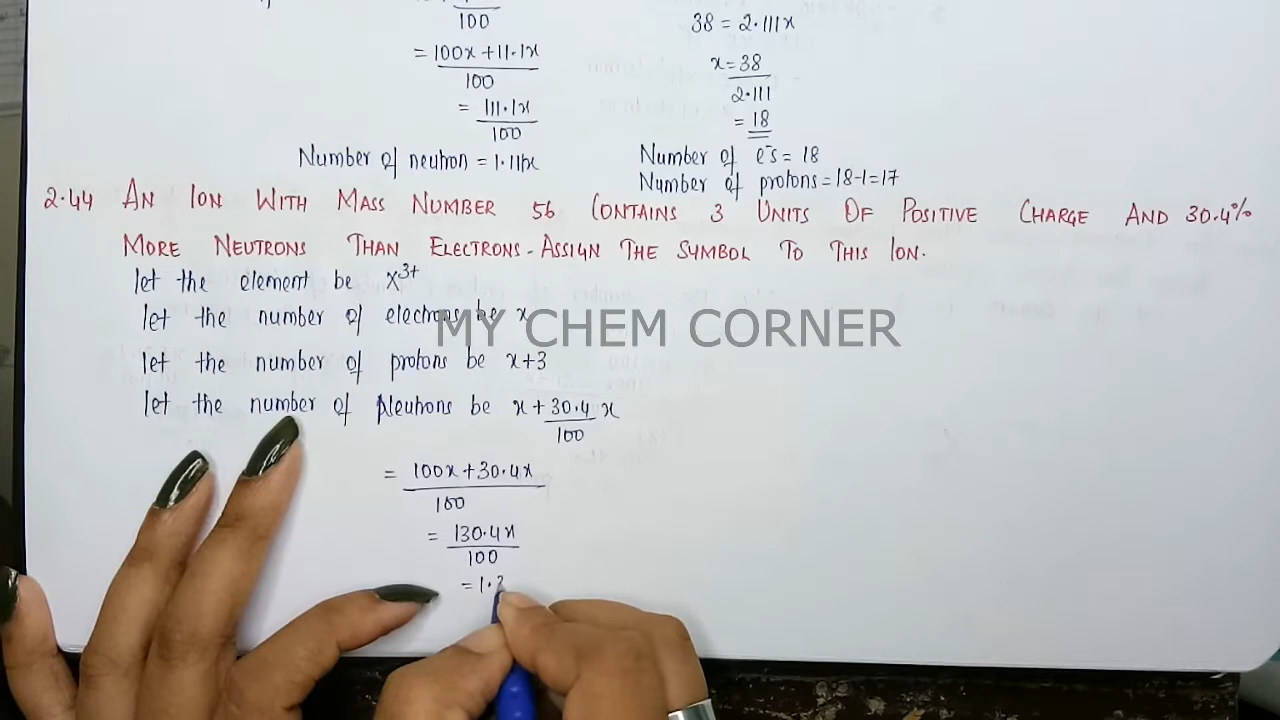 100
= 100x + 11.1x
100
= 111.1x
100
Number of neutron = 1.111x
38 = 2.111x
x = 38
2.111
= 18
Number of e⁻s = 18
Number of protons = 18-1 = 17
2.44 AN ION WITH MASS NUMBER 56 CONTAINS 3 UNITS OF POSITIVE CHARGE AND 30.4%
MORE NEUTRONS THAN ELECTRONS - ASSIGN THE SYMBOL TO THIS ION.
let the element be X³⁺
let the number of electrons be x
MY CHEM CORNER
let the number of protons be x+3
let the number of Neutrons be x + 30.4 x
100
= 100x + 30.4x
100
= 130.4x
100
= 1.3